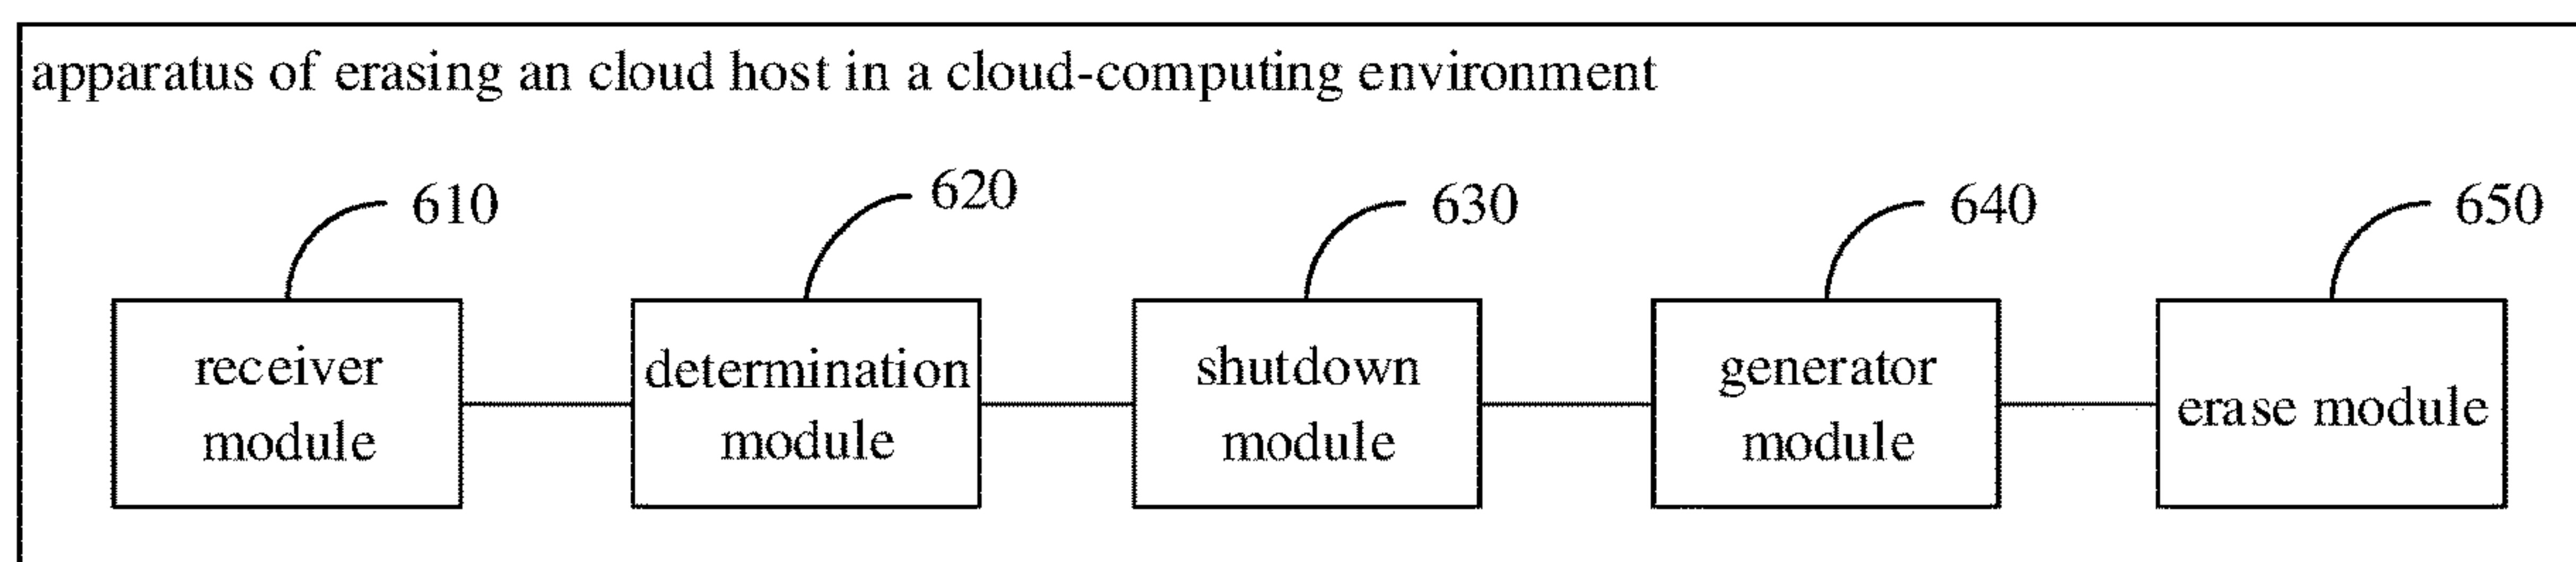 apparatus of erasing an cloud host in a cloud-computing environment
610
620
630
640
650
receiver
module
determination
module
shutdown
module
generator
module
erase module